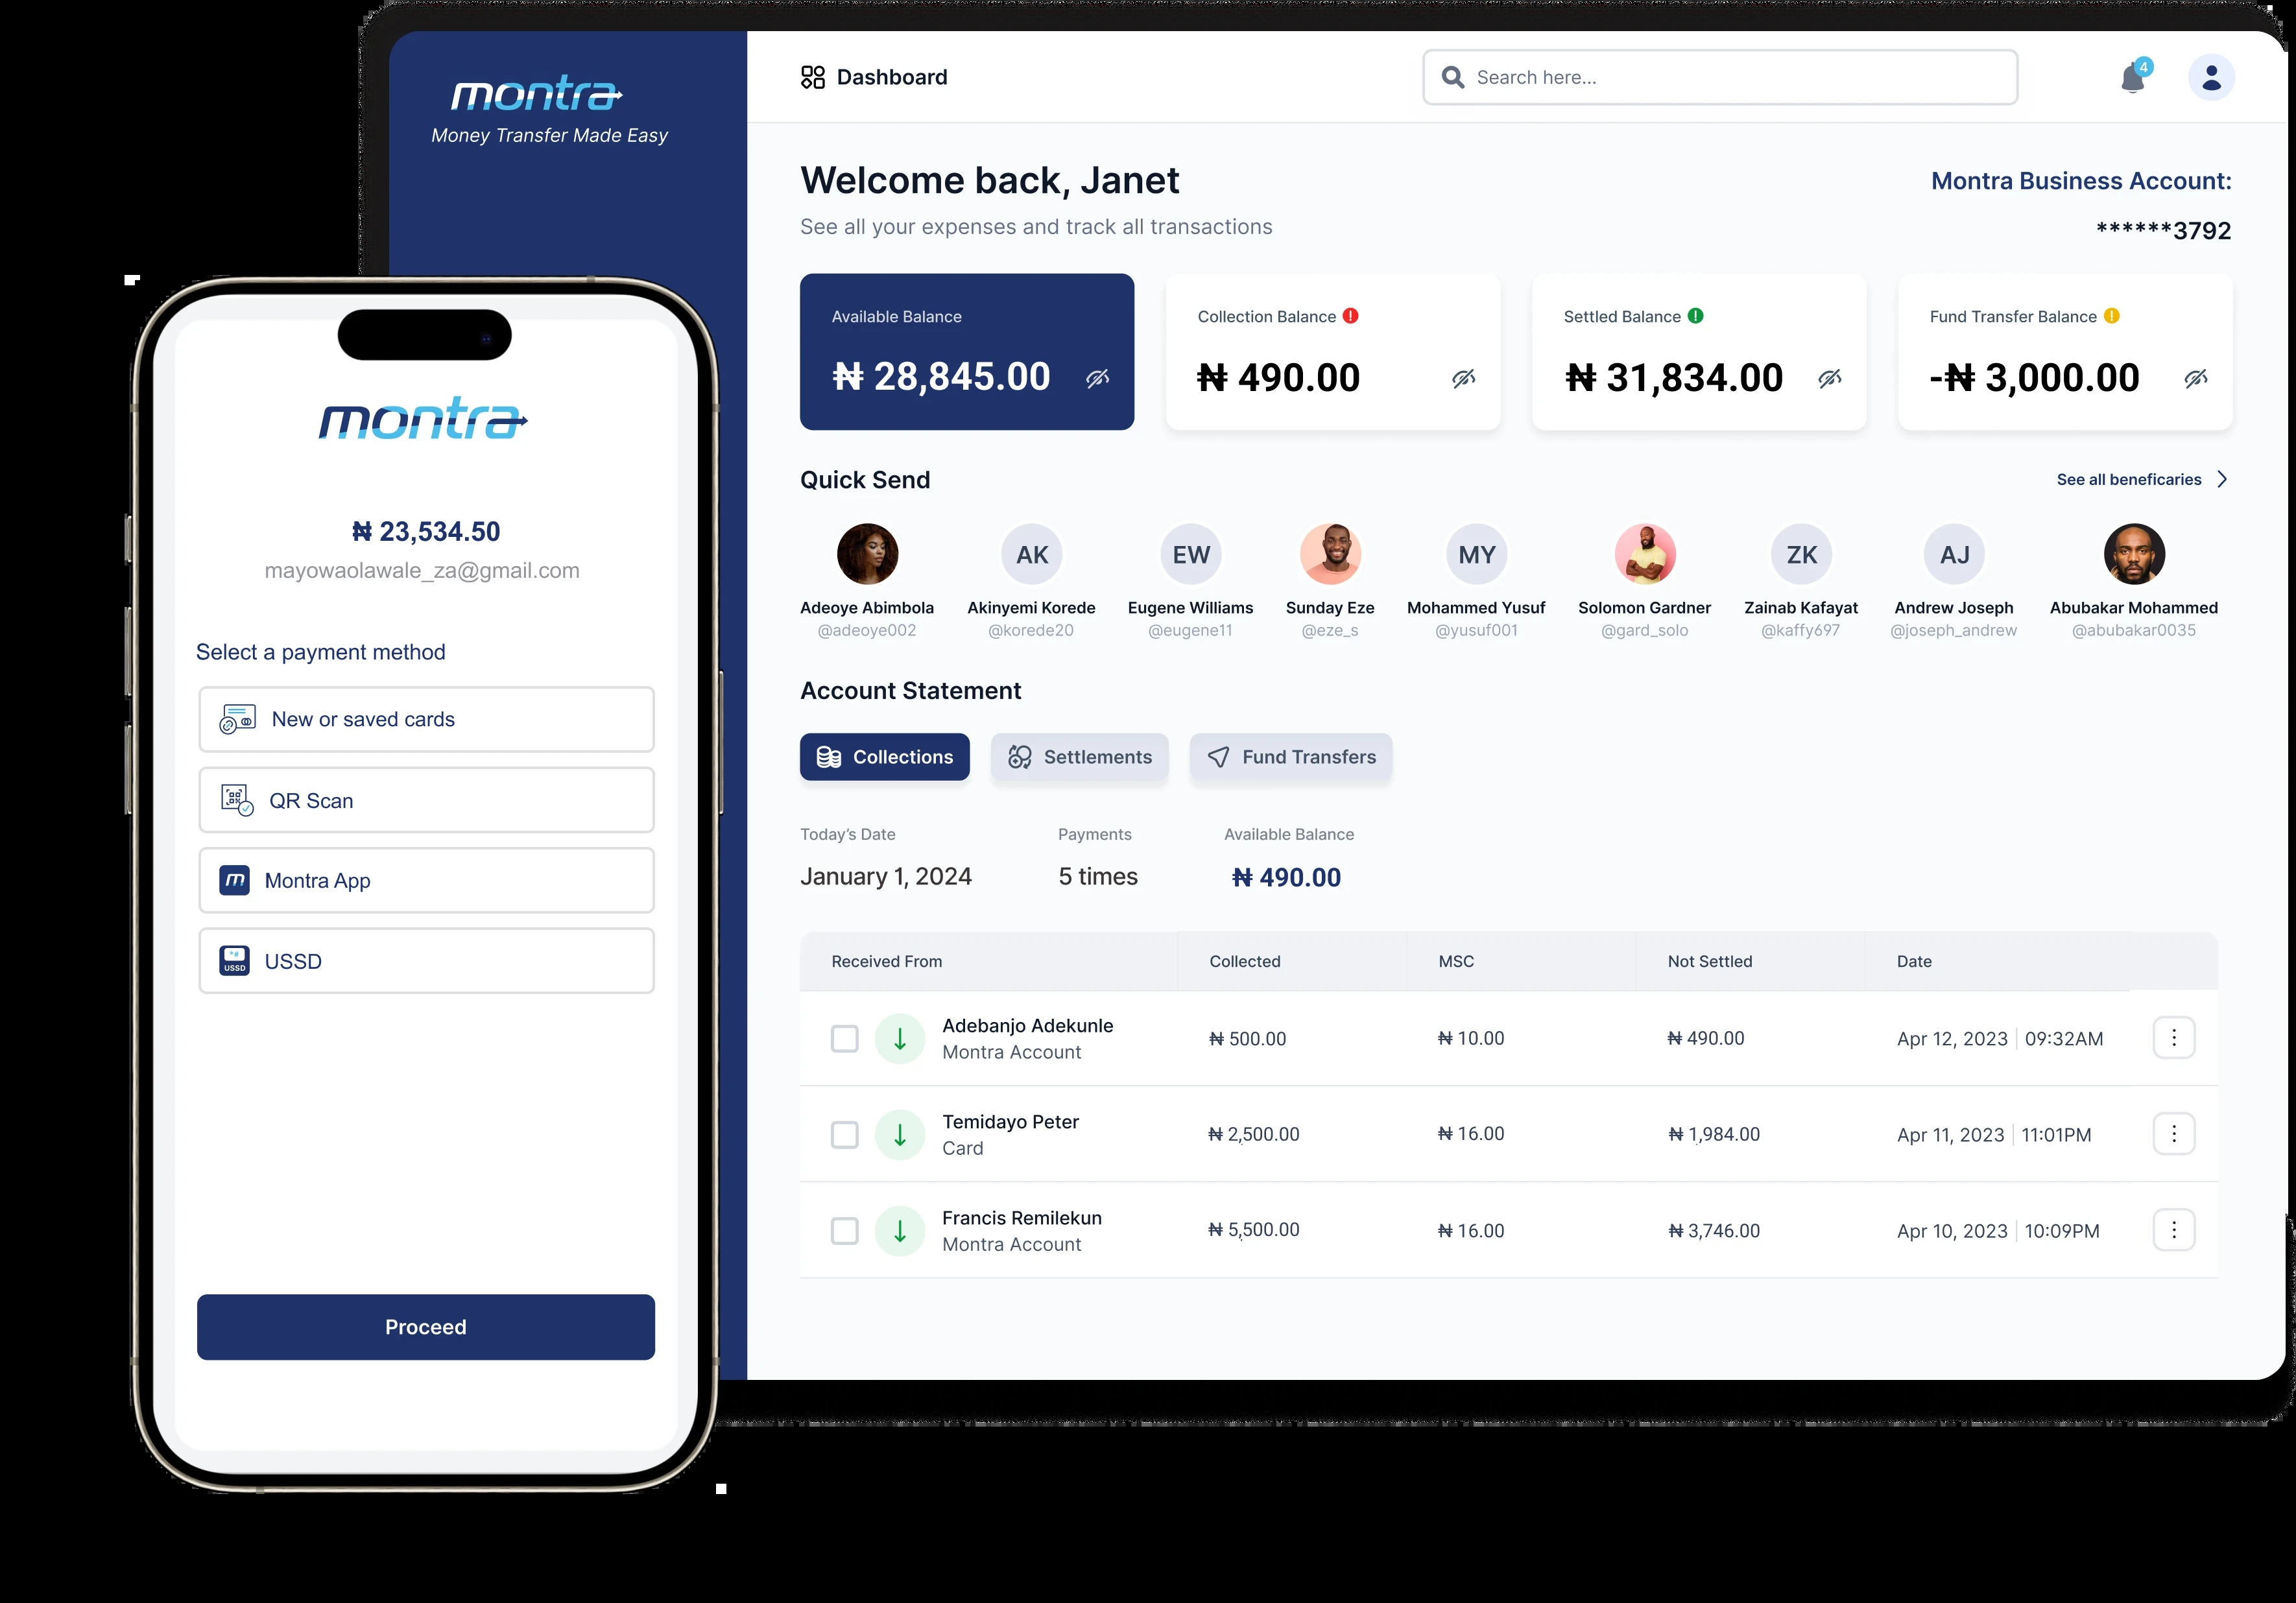 montra
Money Transfer Made Easy
Dashboard
Search here...
4
Welcome back, Janet
See all your expenses and track all transactions
Montra Business Account:
******3792
Available Balance
₦ 28,845.00
Collection Balance
₦ 490.00
Settled Balance
₦ 31,834.00
Fund Transfer Balance
-₦ 3,000.00
Quick Send
See all beneficaries
AK
EW
MY
ZK
AJ
Adeoye Abimbola
@adeoye002
Akinyemi Korede
@korede20
Eugene Williams
@eugene11
Sunday Eze
@eze_s
Mohammed Yusuf
@yusuf001
Solomon Gardner
@gard_solo
Zainab Kafayat
@kaffy697
Andrew Joseph
@joseph_andrew
Abubakar Mohammed
@abubakar0035
Account Statement
Collections
Settlements
Fund Transfers
Today’s Date
January 1, 2024
Payments
5 times
Available Balance
₦ 490.00
Received From Collected MSC Not Settled Date
Adebanjo Adekunle
Montra Account
₦ 500.00 ₦ 10.00 ₦ 490.00 Apr 12, 2023 09:32AM
Temidayo Peter
Card
₦ 2,500.00 ₦ 16.00 ₦ 1,984.00 Apr 11, 2023 11:01PM
Francis Remilekun
Montra Account
₦ 5,500.00 ₦ 16.00 ₦ 3,746.00 Apr 10, 2023 10:09PM
montra
₦ 23,534.50
mayowaolawale_za@gmail.com
Select a payment method
New or saved cards
QR Scan
m
Montra App
*#
USSD
USSD
Proceed